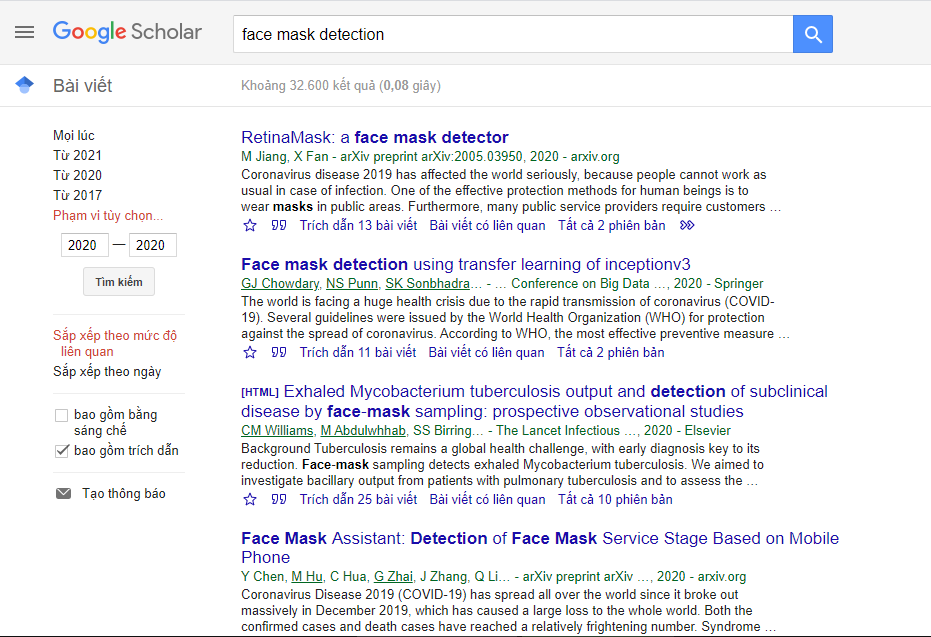 Google Scholar
face mask detection
Bài viết
Khoảng 32.600 kết quả (0,08 giây)
Mọi lúc
Từ 2021
Từ 2020
Từ 2017
Phạm vi tùy chọn...
2020 — 2020
Tìm kiếm
Sắp xếp theo mức độ
liên quan
Sắp xếp theo ngày
bao gồm bằng
sáng chế
bao gồm trích dẫn
Tạo thông báo
RetinaMask: a face mask detector
M Jiang, X Fan - arXiv preprint arXiv:2005.03950, 2020 - arxiv.org
Coronavirus disease 2019 has affected the world seriously, because people cannot work as
usual in case of infection. One of the effective protection methods for human beings is to
wear masks in public areas. Furthermore, many public service providers require customers …
Trích dẫn 13 bài viết Bài viết có liên quan Tất cả 2 phiên bản
Face mask detection using transfer learning of inceptionv3
GJ Chowdary, NS Punn, SK Sonbhadra… - … Conference on Big Data …, 2020 - Springer
The world is facing a huge health crisis due to the rapid transmission of coronavirus (COVID-
19). Several guidelines were issued by the World Health Organization (WHO) for protection
against the spread of coronavirus. According to WHO, the most effective preventive measure …
Trích dẫn 11 bài viết Bài viết có liên quan Tất cả 2 phiên bản
[HTML] Exhaled Mycobacterium tuberculosis output and detection of subclinical
disease by face-mask sampling: prospective observational studies
CM Williams, M Abdulwhhab, SS Birring… - The Lancet Infectious …, 2020 - Elsevier
Background Tuberculosis remains a global health challenge, with early diagnosis key to its
reduction. Face-mask sampling detects exhaled Mycobacterium tuberculosis. We aimed to
investigate bacillary output from patients with pulmonary tuberculosis and to assess the …
Trích dẫn 25 bài viết Bài viết có liên quan Tất cả 10 phiên bản
Face Mask Assistant: Detection of Face Mask Service Stage Based on Mobile
Phone
Y Chen, M Hu, C Hua, G Zhai, J Zhang, Q Li… - arXiv preprint arXiv …, 2020 - arxiv.org
Coronavirus Disease 2019 (COVID-19) has spread all over the world since it broke out
massively in December 2019, which has caused a large loss to the whole world. Both the
confirmed cases and death cases have reached a relatively frightening number. Syndrome …